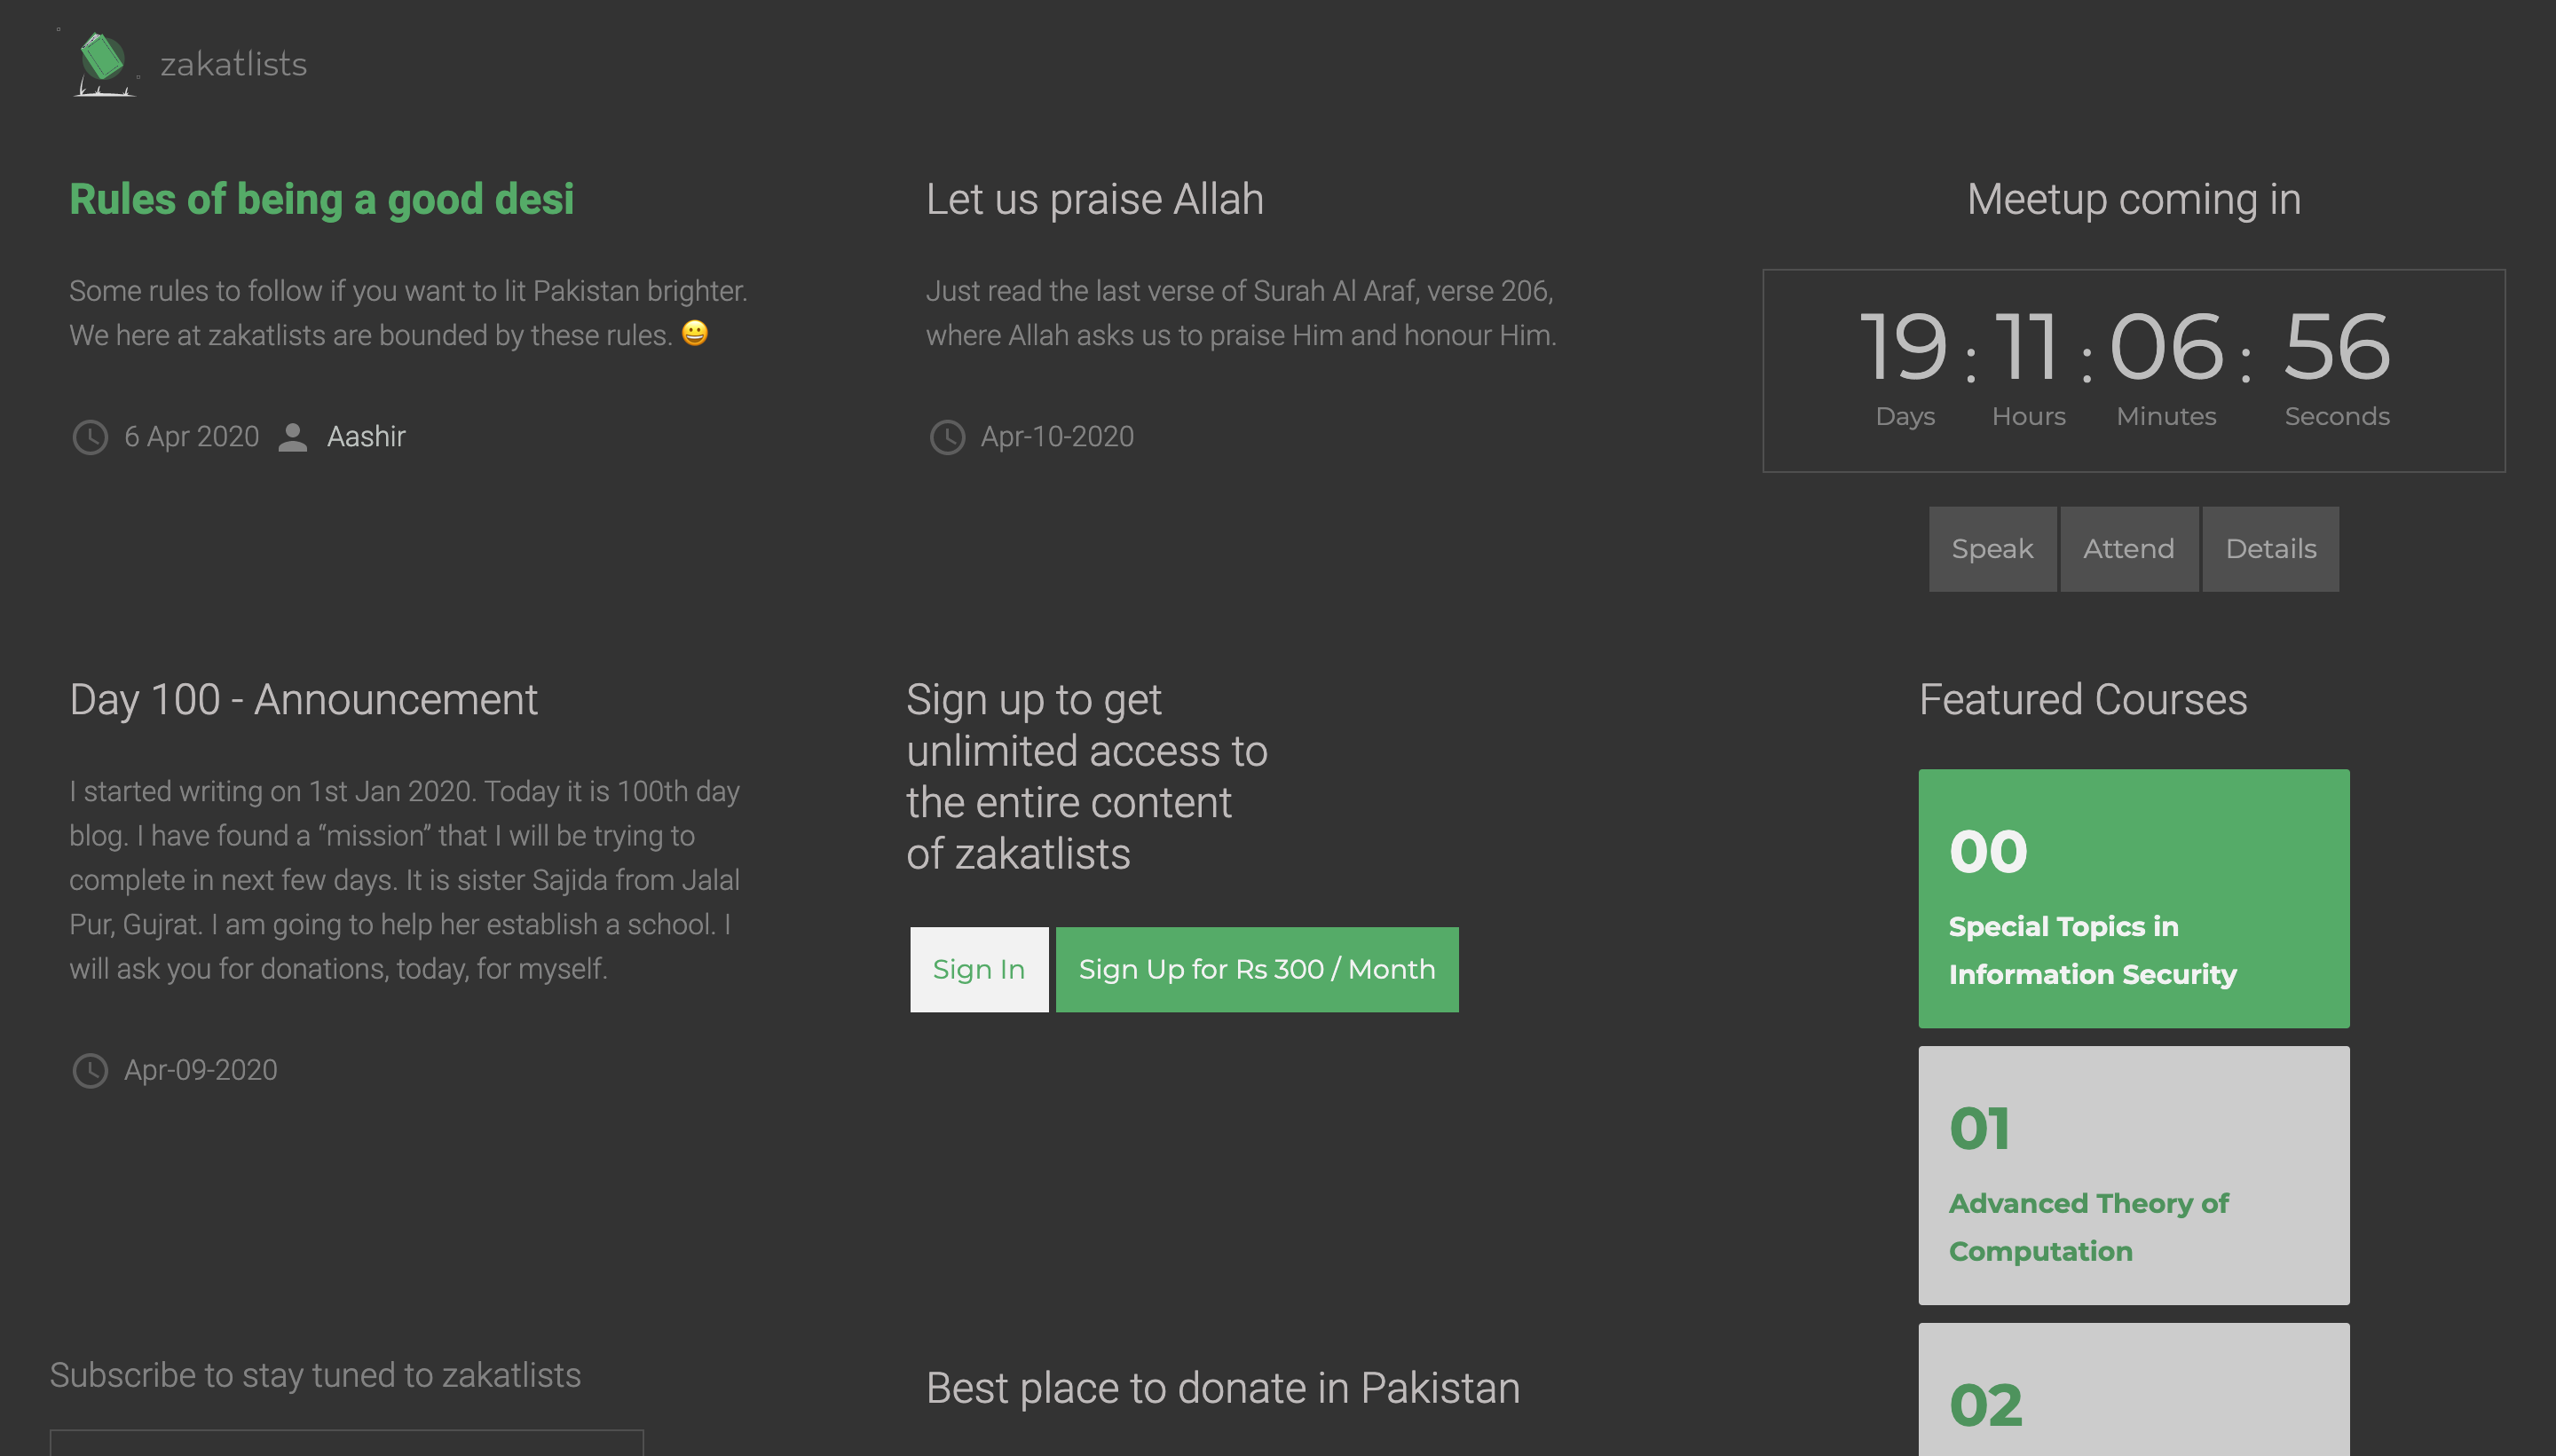 zakatlists
Rules of being a good desi
Some rules to follow if you want to lit Pakistan brighter.
We here at zakatlists are bounded by these rules. 😀
6 Apr 2020 Aashir
Let us praise Allah
Just read the last verse of Surah Al Araf, verse 206,
where Allah asks us to praise Him and honour Him.
Apr-10-2020
Meetup coming in
19 : 11 : 06 : 56
Days Hours Minutes Seconds
Speak Attend Details
Day 100 - Announcement
I started writing on 1st Jan 2020. Today it is 100th day
blog. I have found a “mission” that I will be trying to
complete in next few days. It is sister Sajida from Jalal
Pur, Gujrat. I am going to help her establish a school. I
will ask you for donations, today, for myself.
Apr-09-2020
Sign up to get
unlimited access to
the entire content
of zakatlists
Sign In Sign Up for Rs 300 / Month
Featured Courses
00
Special Topics in
Information Security
01
Advanced Theory of
Computation
02
Subscribe to stay tuned to zakatlists
Best place to donate in Pakistan